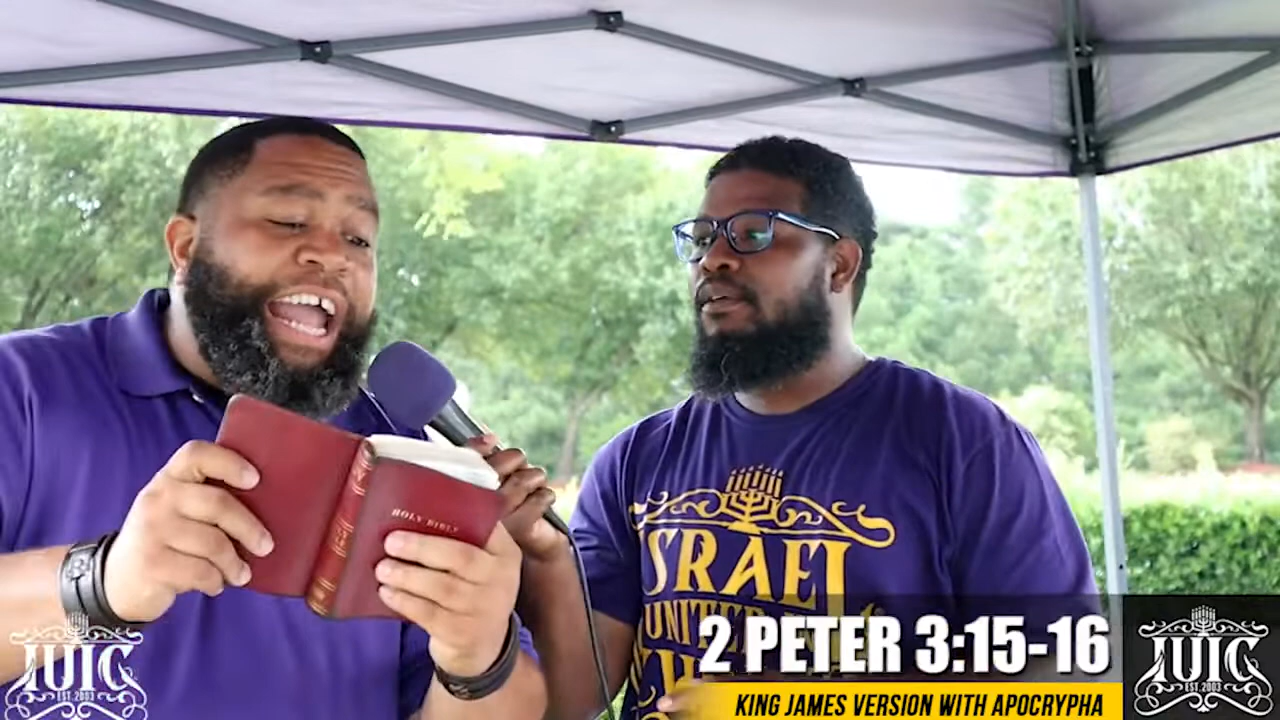 HOLY BIBLE
ISRAEL
UNITED
2 PETER 3:15-16
KING JAMES VERSION WITH APOCRYPHA
IUIC
EST. 2003
IUIC
EST. 2003